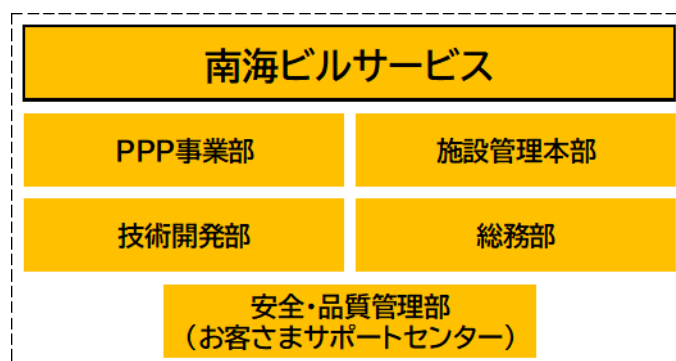 南海ビルサービス
PPP事業部
施設管理本部
技術開発部
総務部
安全・品質管理部
（お客さまサポートセンター）